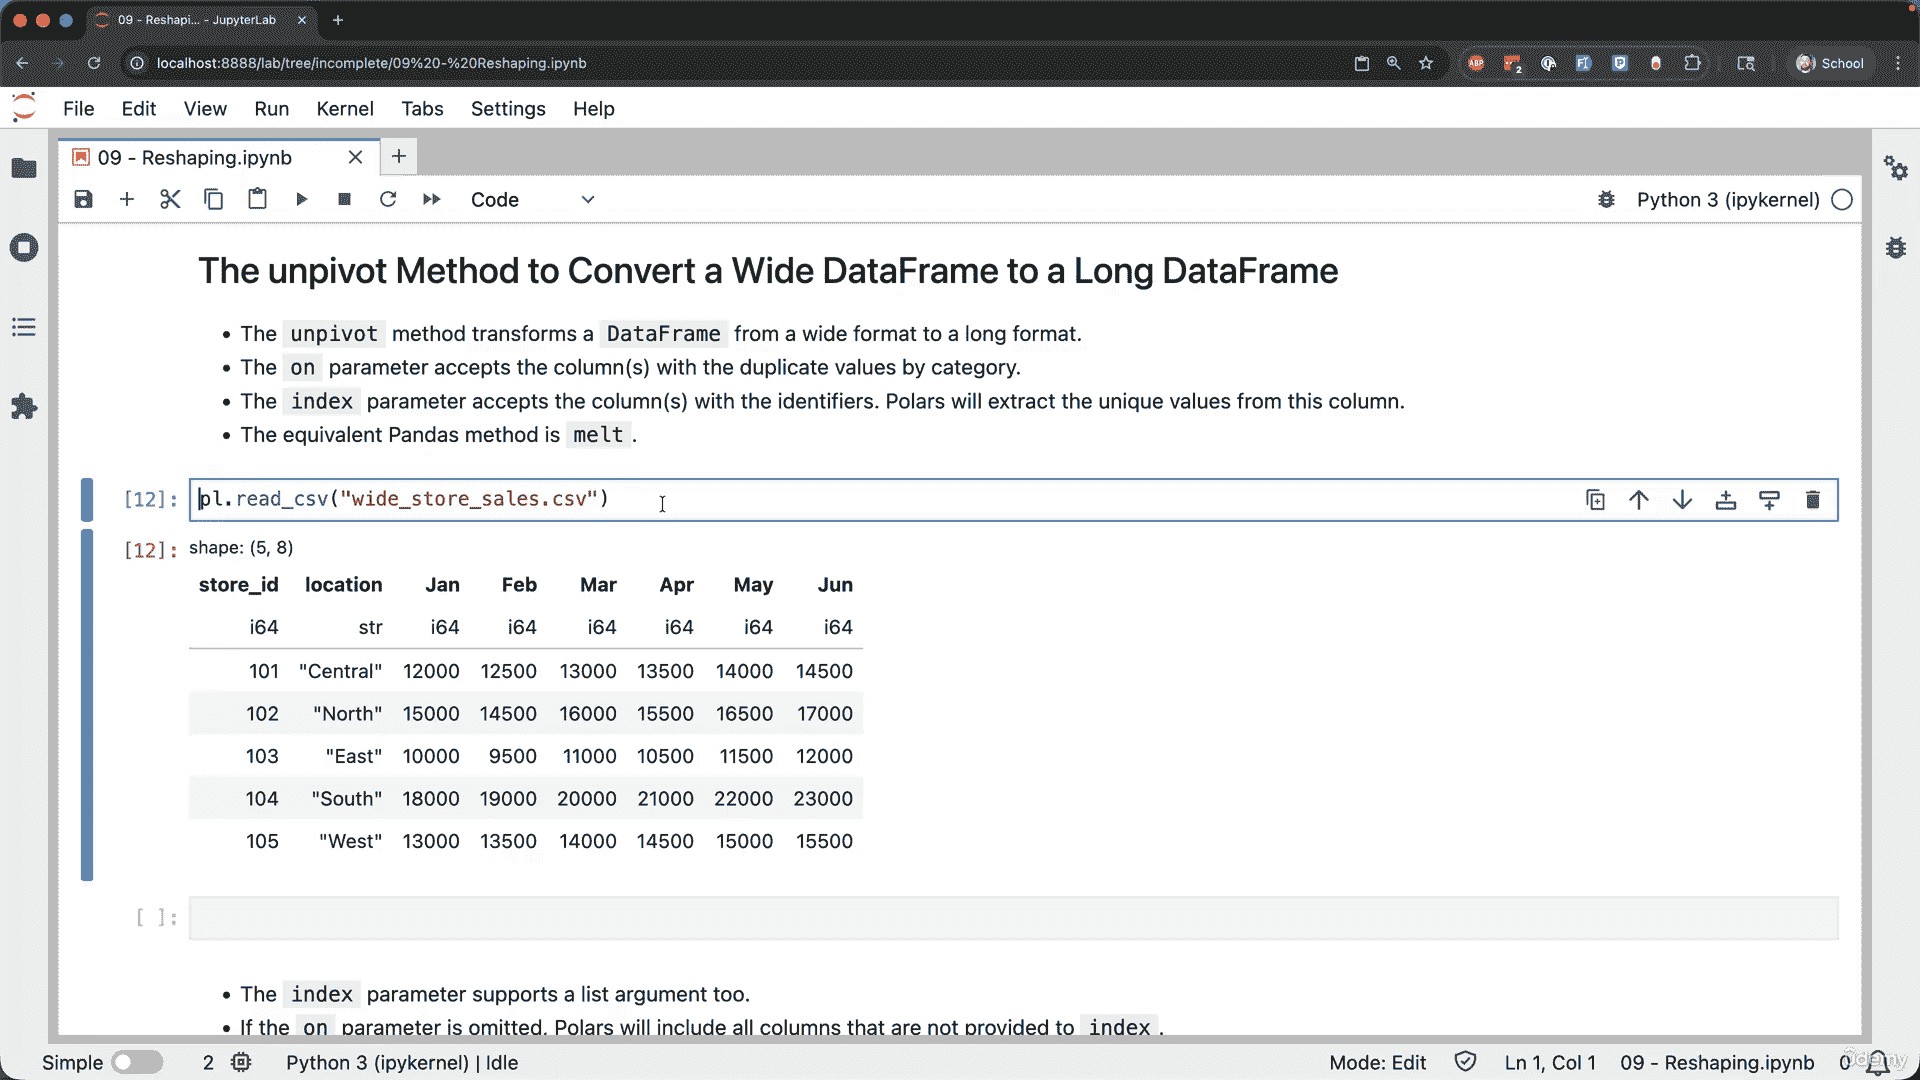 09 - Reshapi... - JupyterLab
localhost:8888/lab/tree/incomplete/09%20-%20Reshaping.ipynb
ABP
2
School
File Edit View Run Kernel Tabs Settings Help
09 - Reshaping.ipynb
Code
Python 3 (ipykernel)
The unpivot Method to Convert a Wide DataFrame to a Long DataFrame
• The unpivot method transforms a DataFrame from a wide format to a long format.
• The on parameter accepts the column(s) with the duplicate values by category.
• The index parameter accepts the column(s) with the identifiers. Polars will extract the unique values from this column.
• The equivalent Pandas method is melt .
[12]: pl.read_csv("wide_store_sales.csv")
[12]: shape: (5, 8)
store_id location Jan Feb Mar Apr May Jun
i64 str i64 i64 i64 i64 i64 i64
101 "Central" 12000 12500 13000 13500 14000 14500
102 "North" 15000 14500 16000 15500 16500 17000
103 "East" 10000 9500 11000 10500 11500 12000
104 "South" 18000 19000 20000 21000 22000 23000
105 "West" 13000 13500 14000 14500 15000 15500
[ ]:
• The index parameter supports a list argument too.
• If the on parameter is omitted, Polars will include all columns that are not provided to index .
Simple 2 Python 3 (ipykernel) | Idle Mode: Edit Ln 1, Col 1 09 - Reshaping.ipynb 0
udemy